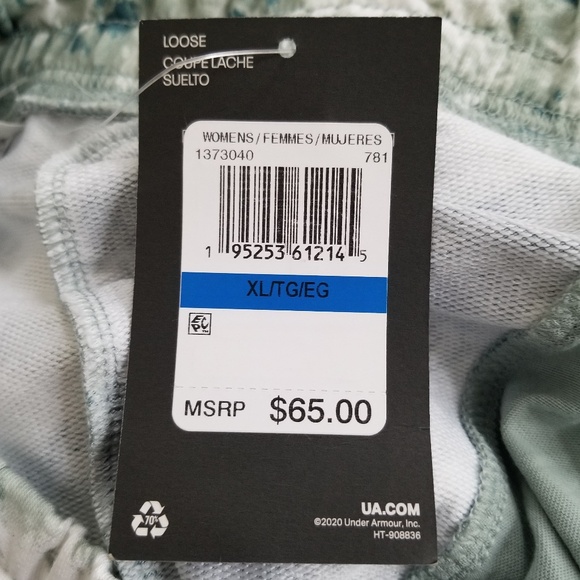 LOOSE
COUPE LACHE
SUELTO
WOMENS/FEMMES/MUJERES
1373040 781
1 95253 61214 5
XL/TG/EG
MSRP $65.00
70%
UA.COM
©2020 Under Armour, Inc.
HT-908836